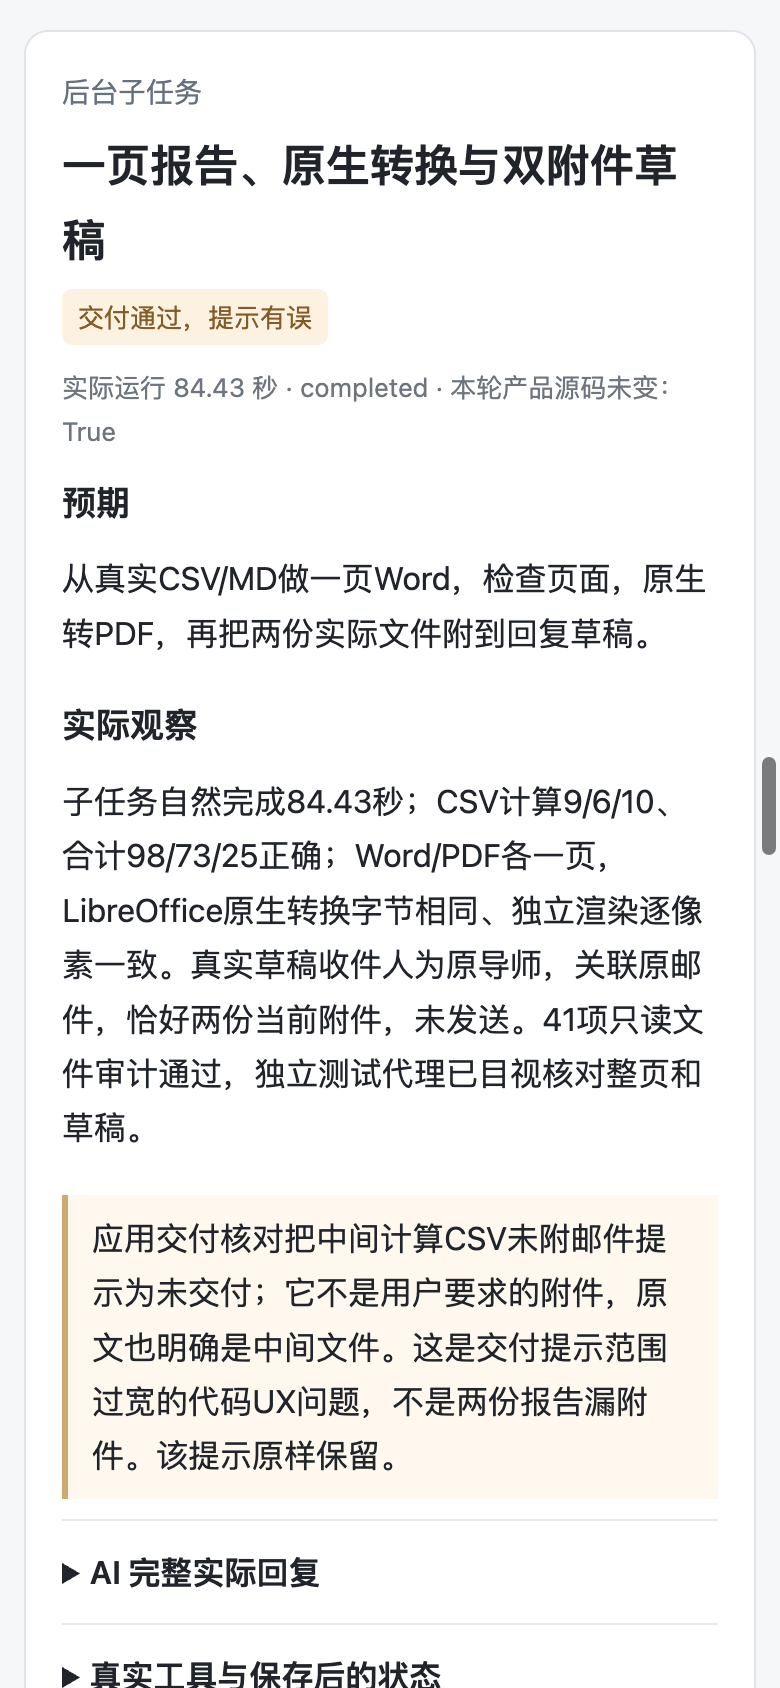 后台子任务
一页报告、原生转换与双附件草
稿
交付通过，提示有误
实际运行 84.43 秒 · completed · 本轮产品源码未变：
True
预期
从真实CSV/MD做一页Word，检查页面，原生
转PDF，再把两份实际文件附到回复草稿。
实际观察
子任务自然完成84.43秒；CSV计算9/6/10、
合计98/73/25正确；Word/PDF各一页，
LibreOffice原生转换字节相同、独立渲染逐像
素一致。真实草稿收件人为原导师，关联原邮
件，恰好两份当前附件，未发送。41项只读文
件审计通过，独立测试代理已目视核对整页和
草稿。
应用交付核对把中间计算CSV未附邮件提
示为未交付；它不是用户要求的附件，原
文也明确是中间文件。这是交付提示范围
过宽的代码UX问题，不是两份报告漏附
件。该提示原样保留。
▶ AI 完整实际回复
▶ 真实工具与保存后的状态